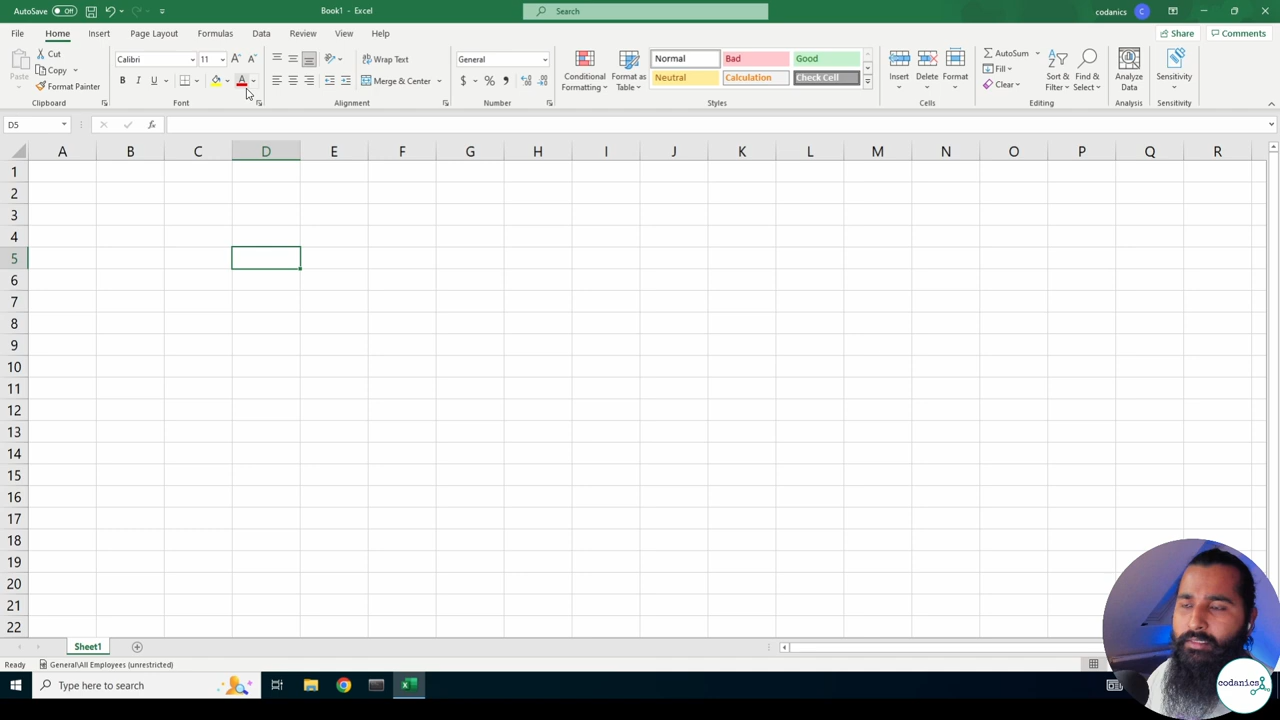 AutoSave Off Book1 - Excel Search codanics C
File Home Insert Page Layout Formulas Data Review View Help Share Comments
Paste Cut Copy Format Painter
Clipboard
Calibri 11 A A
B I U A
Font
Wrap Text
Merge & Center
Alignment
General
$ % ,
Number
Conditional Formatting
Format as Table
Normal Bad Good
Neutral Calculation Check Cell
Styles
Insert Delete Format
Cells
AutoSum
Fill
Clear
Sort & Filter
Find & Select
Editing
Analyze Data
Analysis
Sensitivity
Sensitivity
D5 fx
A B C D E F G H I J K L M N O P Q R
1
2
3
4
5
6
7
8
9
10
11
12
13
14
15
16
17
18
19
20
21
22
Sheet1
Ready General\All Employees (unrestricted)
Type here to search
codanics